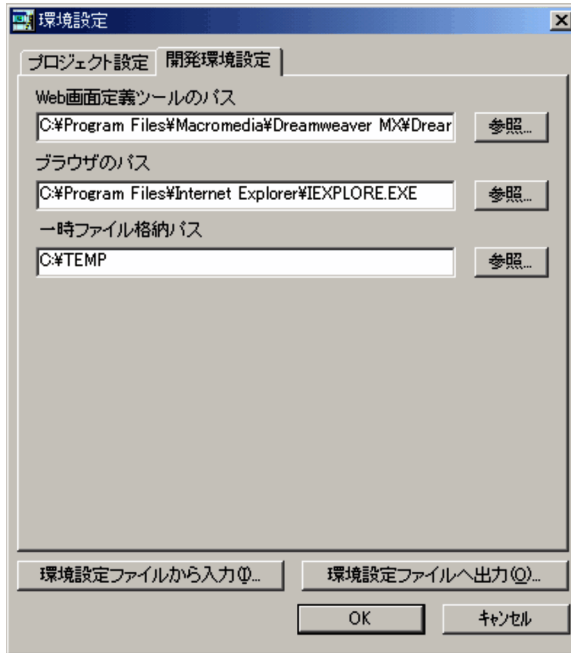 環境設定
プロジェクト設定 開発環境設定
Web画面定義ツールのパス
C:¥Program Files¥Macromedia¥Dreamweaver MX¥Drear 参照...
ブラウザのパス
C:¥Program Files¥Internet Explorer¥IEXPLORE.EXE 参照...
一時ファイル格納パス
C:¥TEMP 参照...
環境設定ファイルから入力(I)... 環境設定ファイルへ出力(O)...
OK キャンセル